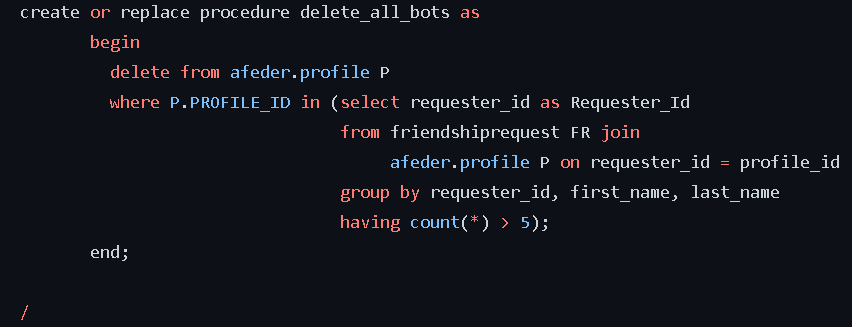 create or replace procedure delete_all_bots as
begin
delete from afeder.profile P
where P.PROFILE_ID in (select requester_id as Requester_Id
from friendshiprequest FR join
afeder.profile P on requester_id = profile_id
group by requester_id, first_name, last_name
having count(*) > 5);
end;
/